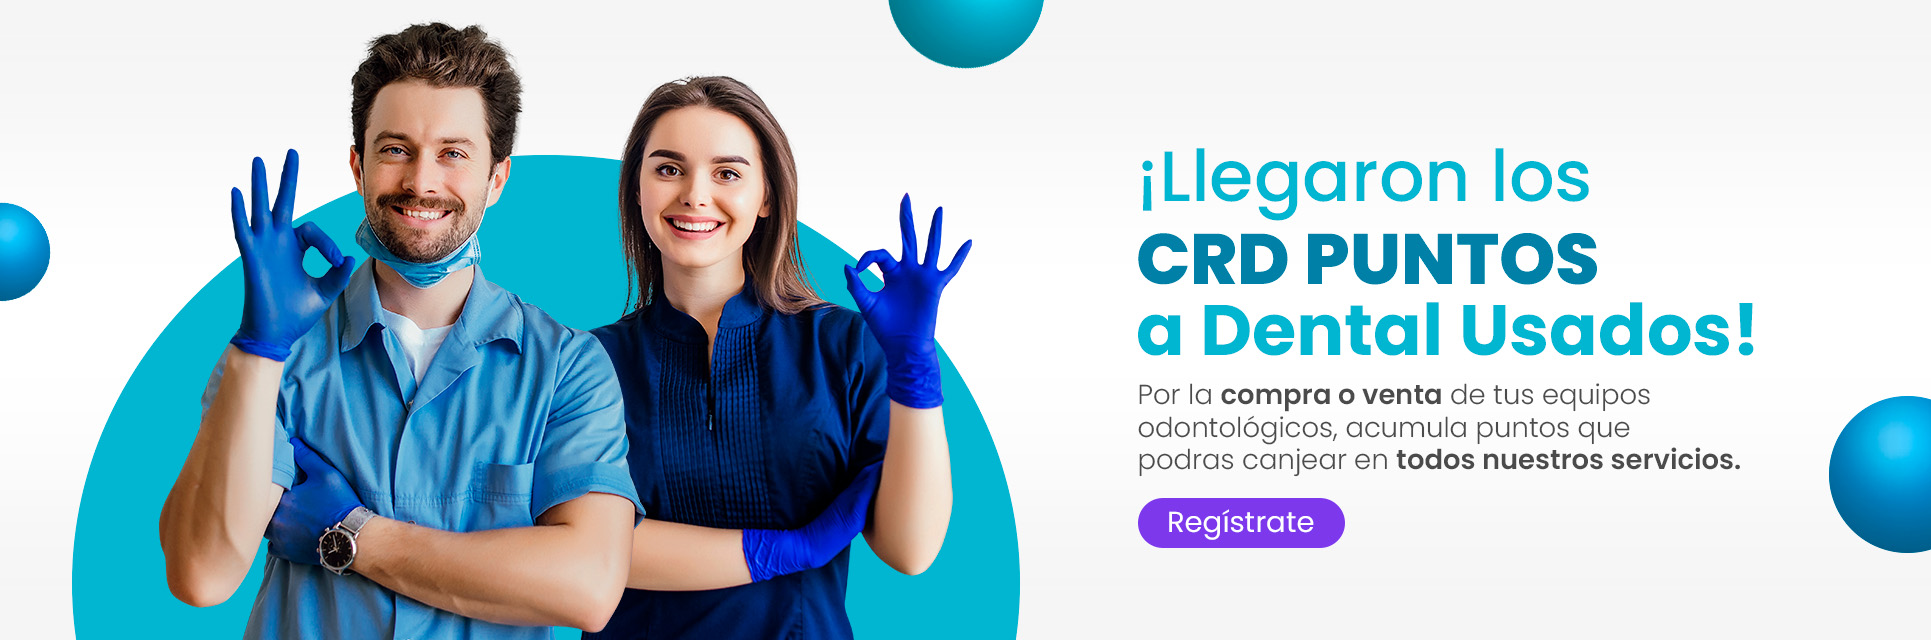 ¡Llegaron los
CRD PUNTOS
a Dental Usados!
Por la compra o venta de tus equipos
odontológicos, acumula puntos que
podras canjear en todos nuestros servicios.
Regístrate